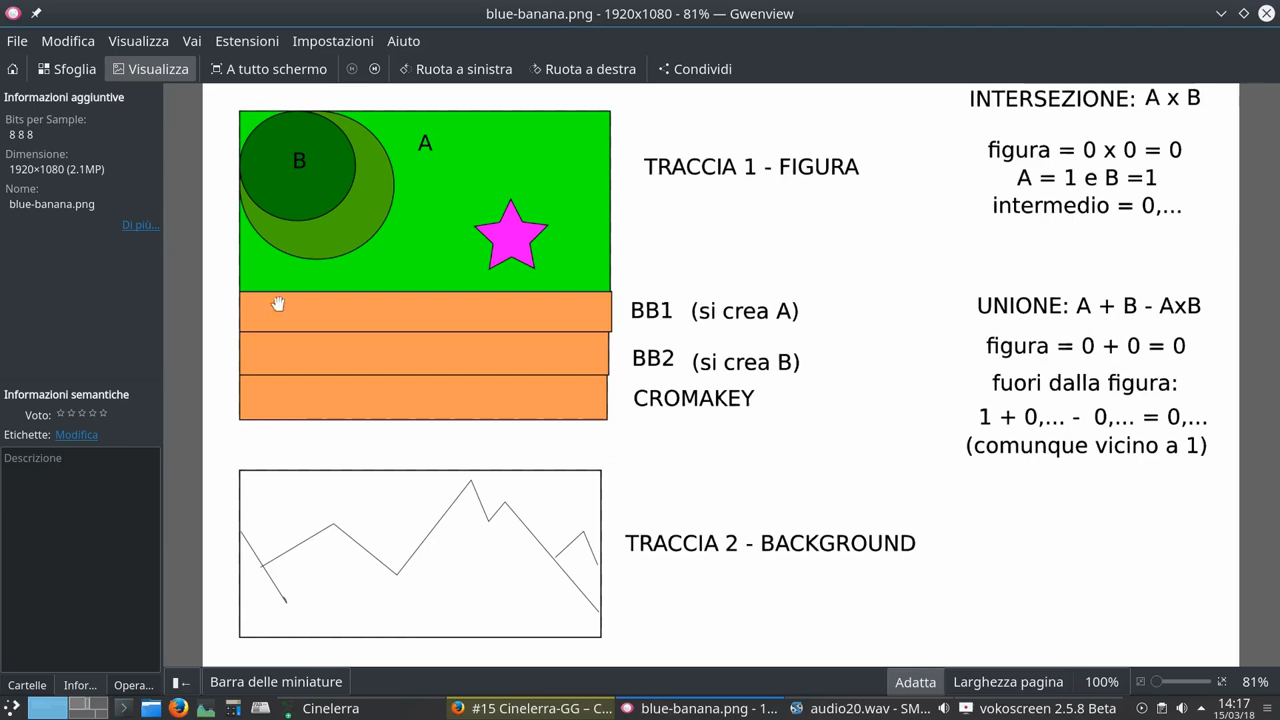 blue-banana.png - 1920x1080 - 81% — Gwenview
File Modifica Visualizza Vai Estensioni Impostazioni Aiuto
Sfoglia Visualizza A tutto schermo Ruota a sinistra Ruota a destra Condividi
Informazioni aggiuntive
Bits per Sample:
8 8 8
Dimensione:
1920×1080 (2.1MP)
Nome:
blue-banana.png
Di più...
Informazioni semantiche
Voto:
Etichette: Modifica
Descrizione
Cartelle Infor... Opera...
B
A
TRACCIA 1 - FIGURA
BB1 (si crea A)
BB2 (si crea B)
CROMAKEY
TRACCIA 2 - BACKGROUND
INTERSEZIONE: A x B
figura = 0 x 0 = 0
A = 1 e B =1
intermedio = 0,...
UNIONE: A + B - AxB
figura = 0 + 0 = 0
fuori dalla figura:
1 + 0,... - 0,... = 0,...
(comunque vicino a 1)
Barra delle miniature Adatta Larghezza pagina 100% 81%
Cinelerra #15 Cinelerra-GG – C... blue-banana.png - 1... audio20.wav – SM... vokoscreen 2.5.8 Beta
14:17
15/03/18